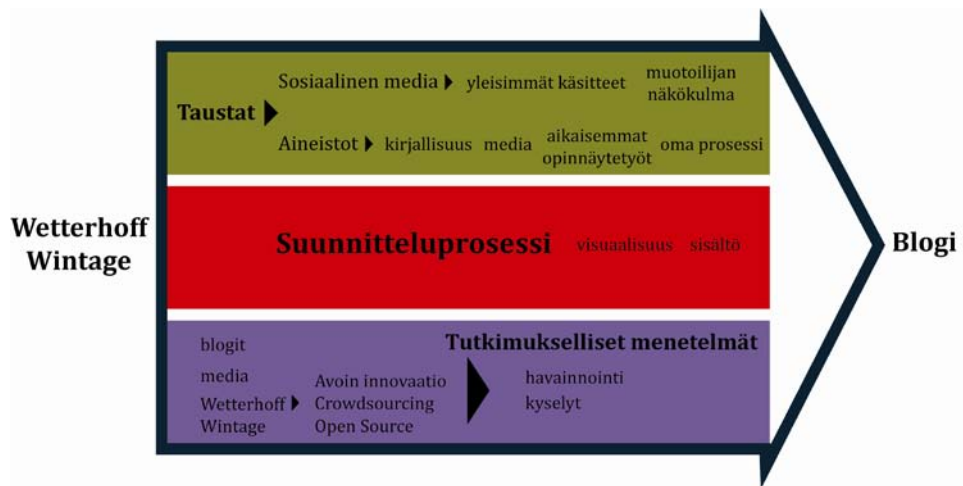 Wetterhoff
Wintage
Taustat
Sosiaalinen media
yleisimmät käsitteet
muotoilijan
näkökulma
Aineistot
kirjallisuus
media
aikaisemmat
opinnäytetyöt
oma prosessi
Suunnitteluprosessi
visuaalisuus
sisältö
blogit
media
Wetterhoff
Wintage
Avoin innovaatio
Crowdsourcing
Open Source
Tutkimukselliset menetelmät
havainnointi
kyselyt
Blogi